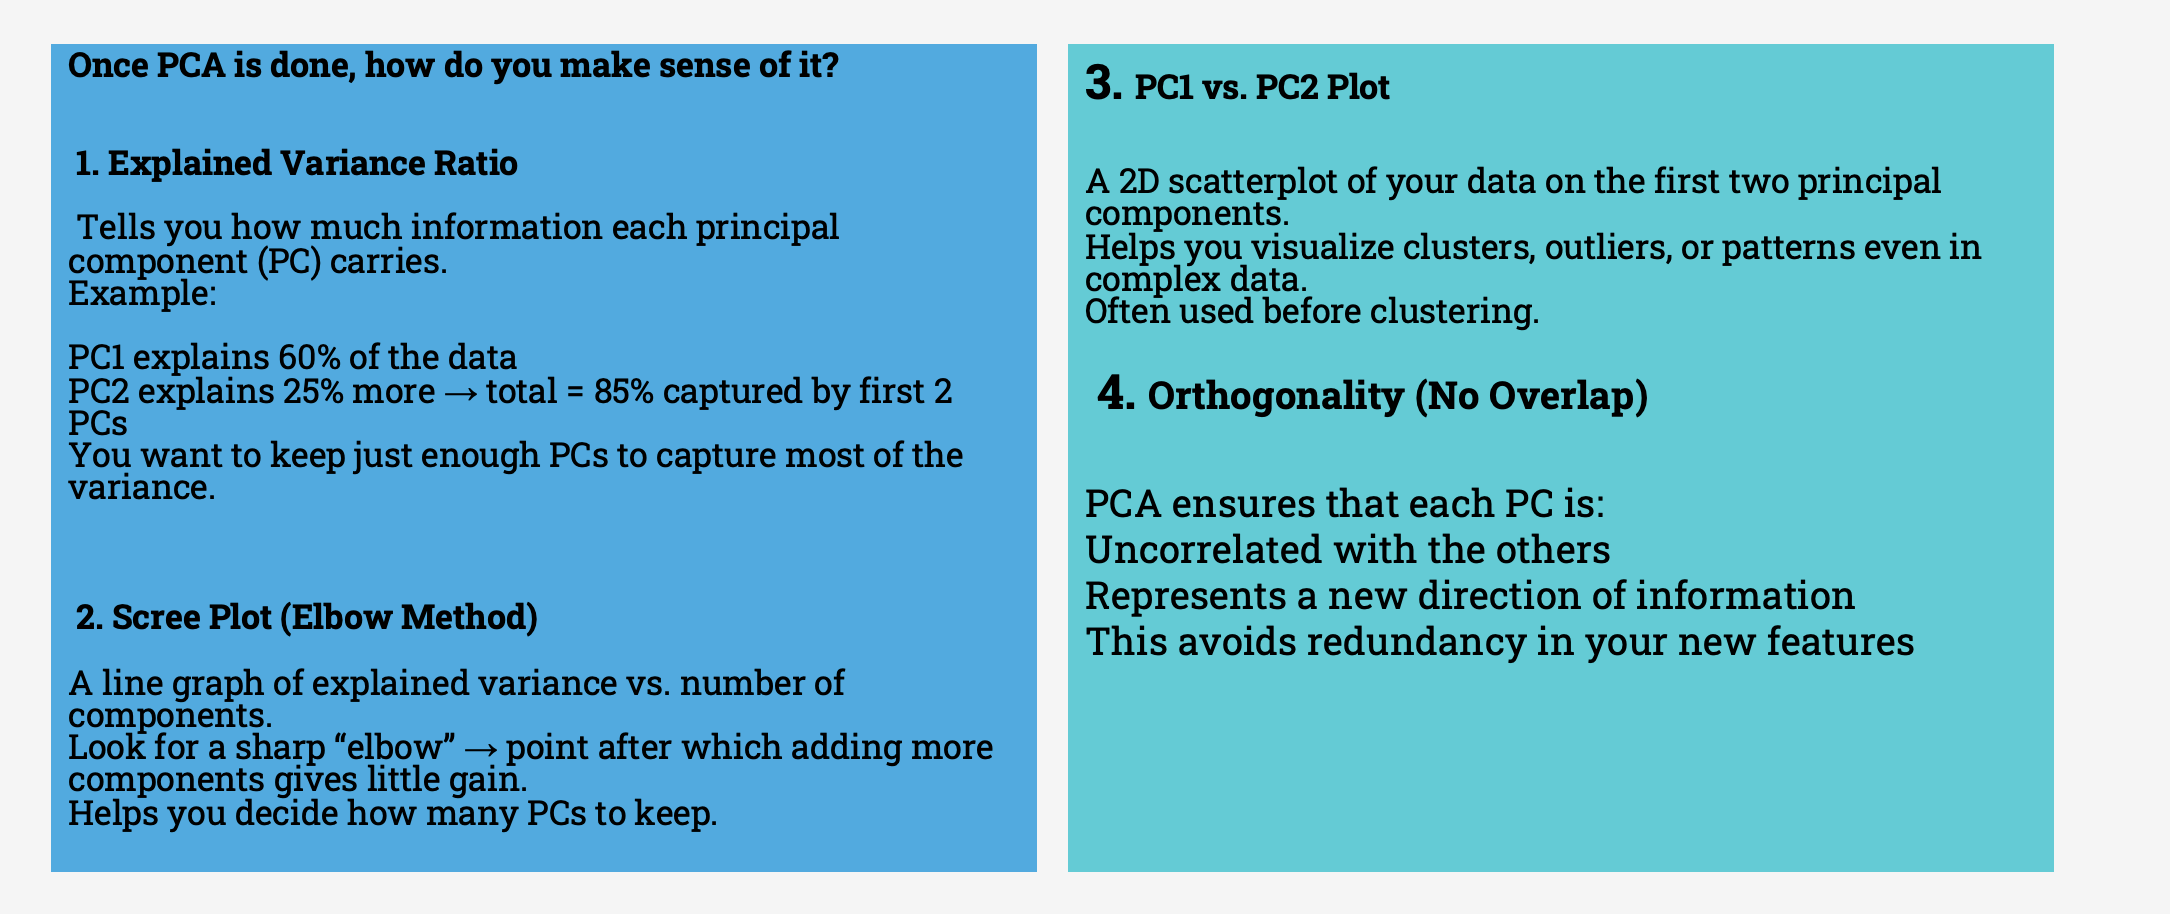 Once PCA is done, how do you make sense of it?
1. Explained Variance Ratio
Tells you how much information each principal
component (PC) carries.
Example:
PC1 explains 60% of the data
PC2 explains 25% more → total = 85% captured by first 2
PCs
You want to keep just enough PCs to capture most of the
variance.
2. Scree Plot (Elbow Method)
A line graph of explained variance vs. number of
components.
Look for a sharp “elbow” → point after which adding more
components gives little gain.
Helps you decide how many PCs to keep.
3. PC1 vs. PC2 Plot
A 2D scatterplot of your data on the first two principal
components.
Helps you visualize clusters, outliers, or patterns even in
complex data.
Often used before clustering.
4. Orthogonality (No Overlap)
PCA ensures that each PC is:
Uncorrelated with the others
Represents a new direction of information
This avoids redundancy in your new features